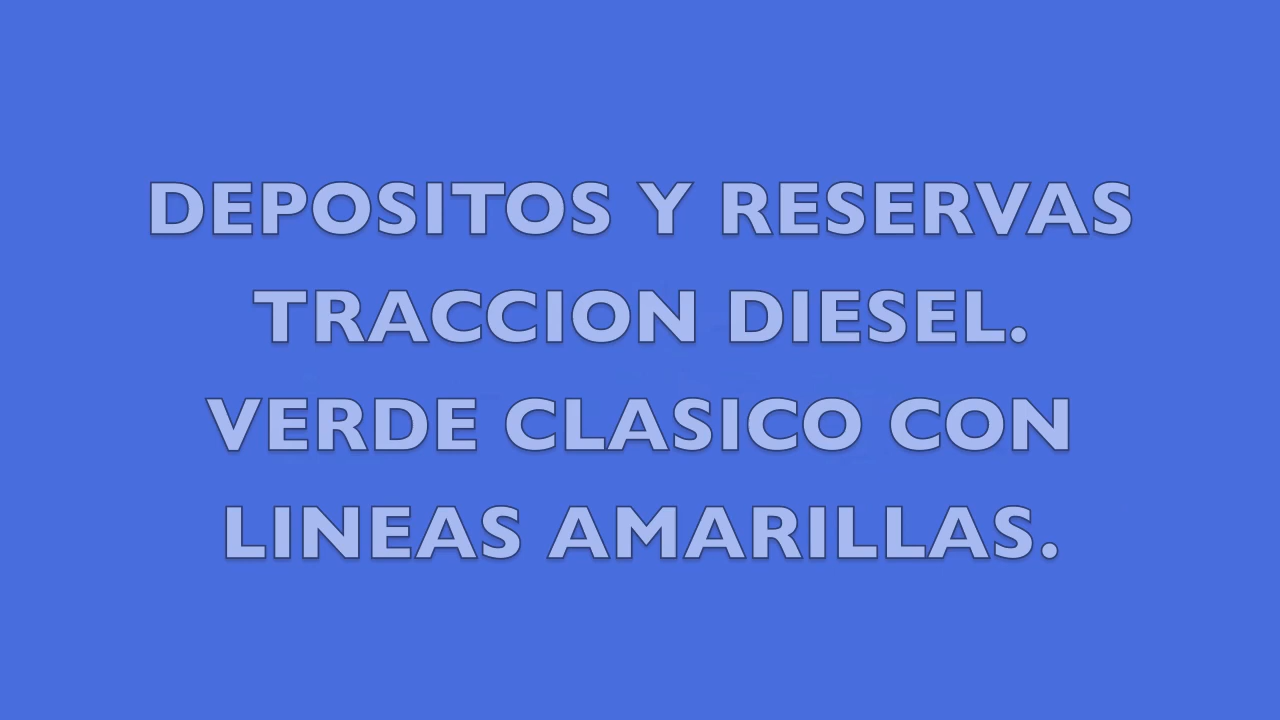 DEPOSITOS Y RESERVAS
TRACCION DIESEL.
VERDE CLASICO CON
LINEAS AMARILLAS.